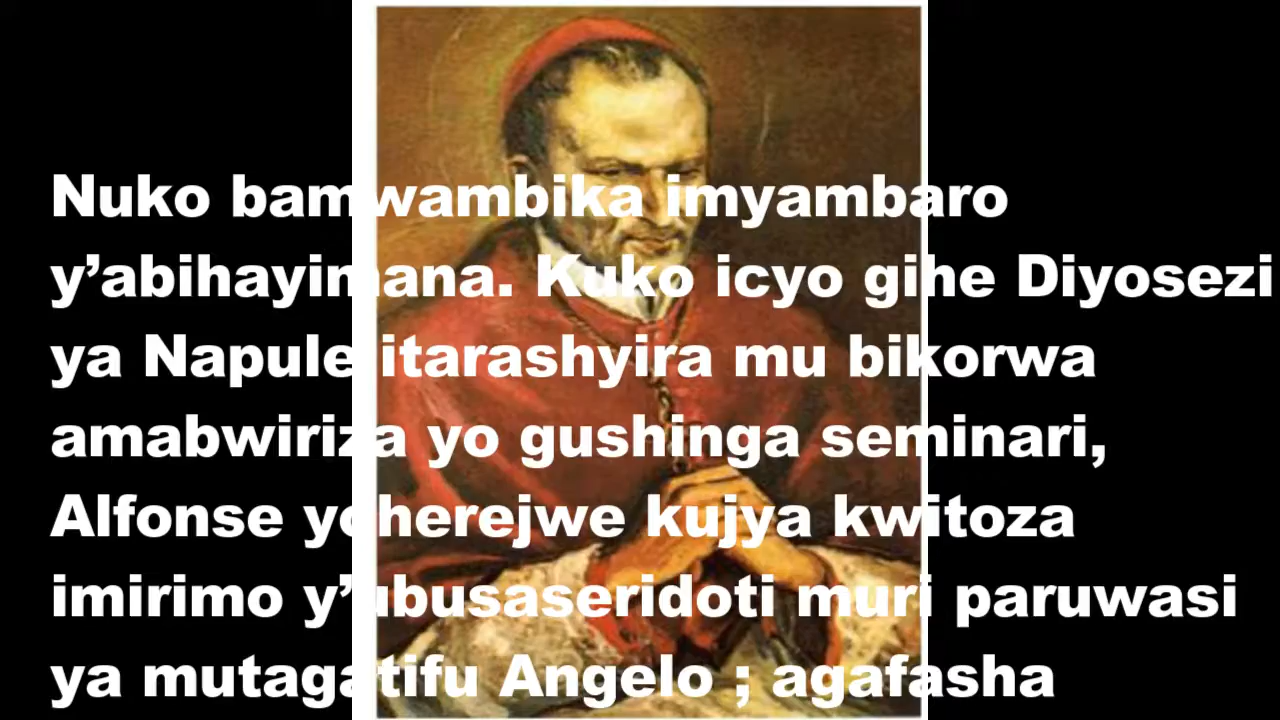 Nuko bamwambika imyambaro
y’abihayimana. Kuko icyo gihe Diyosezi
ya Napule itarashyira mu bikorwa
amabwiriza yo gushinga seminari,
Alfonse yoherejwe kujya kwitoza
imirimo y’ubusaseridoti muri paruwasi
ya mutagatifu Angelo ; agafasha